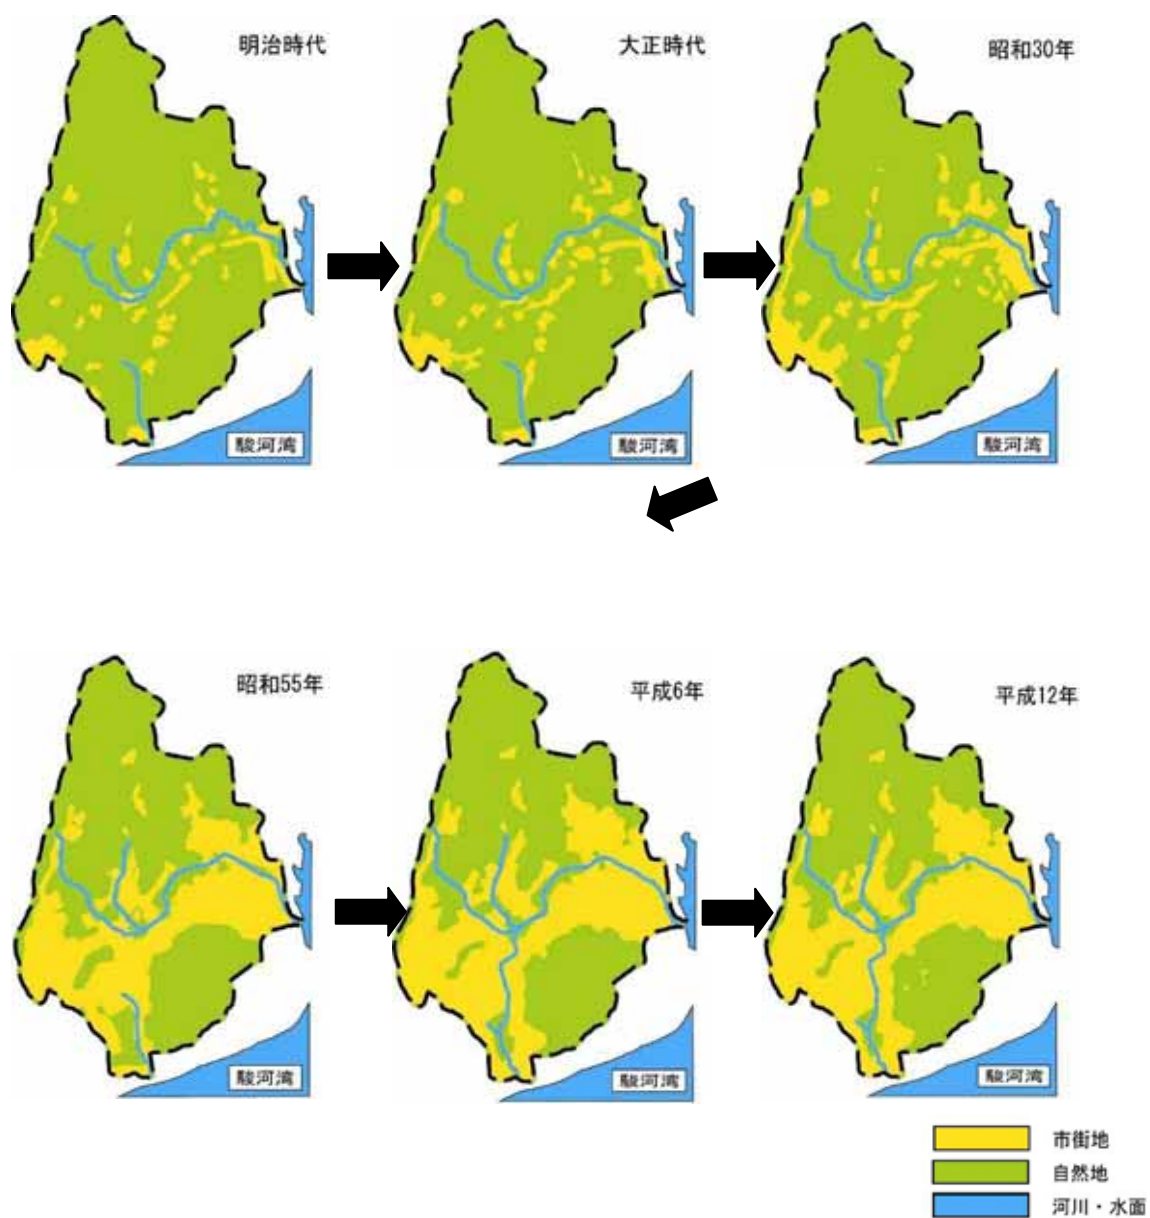 明治時代
大正時代
昭和30年
駿河湾
駿河湾
駿河湾
昭和55年
平成6年
平成12年
駿河湾
駿河湾
駿河湾
市街地
自然地
河川・水面